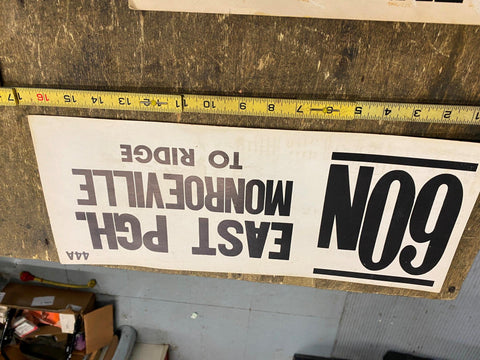 60N
EAST PGH.
MONROEVILLE
TO RIDGE
44A
1 2 3 4 5 6 7 8 9 10 11 12 13 14 15 16 17